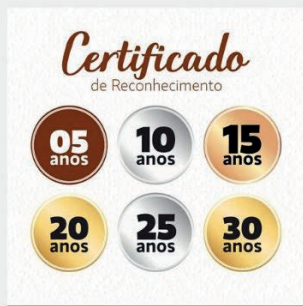 Certificado
de Reconhecimento
05
anos
10
anos
15
anos
20
anos
25
anos
30
anos